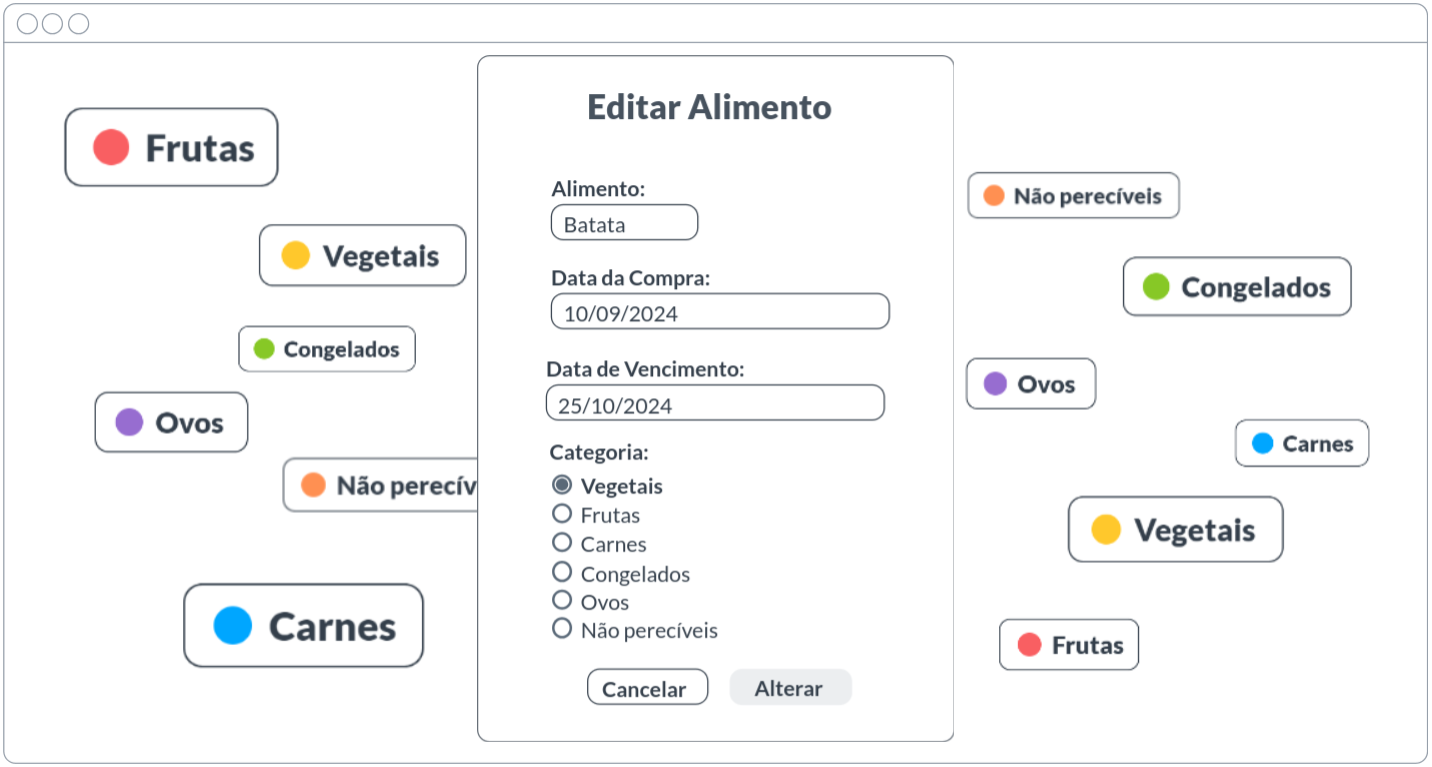 Editar Alimento
Frutas
Vegetais
Congelados
Ovos
Não perecív
Carnes
Alimento:
Batata
Data da Compra:
10/09/2024
Data de Vencimento:
25/10/2024
Categoria:
Vegetais
Frutas
Carnes
Congelados
Ovos
Não perecíveis
Cancelar
Alterar
Não perecíveis
Congelados
Ovos
Carnes
Vegetais
Frutas